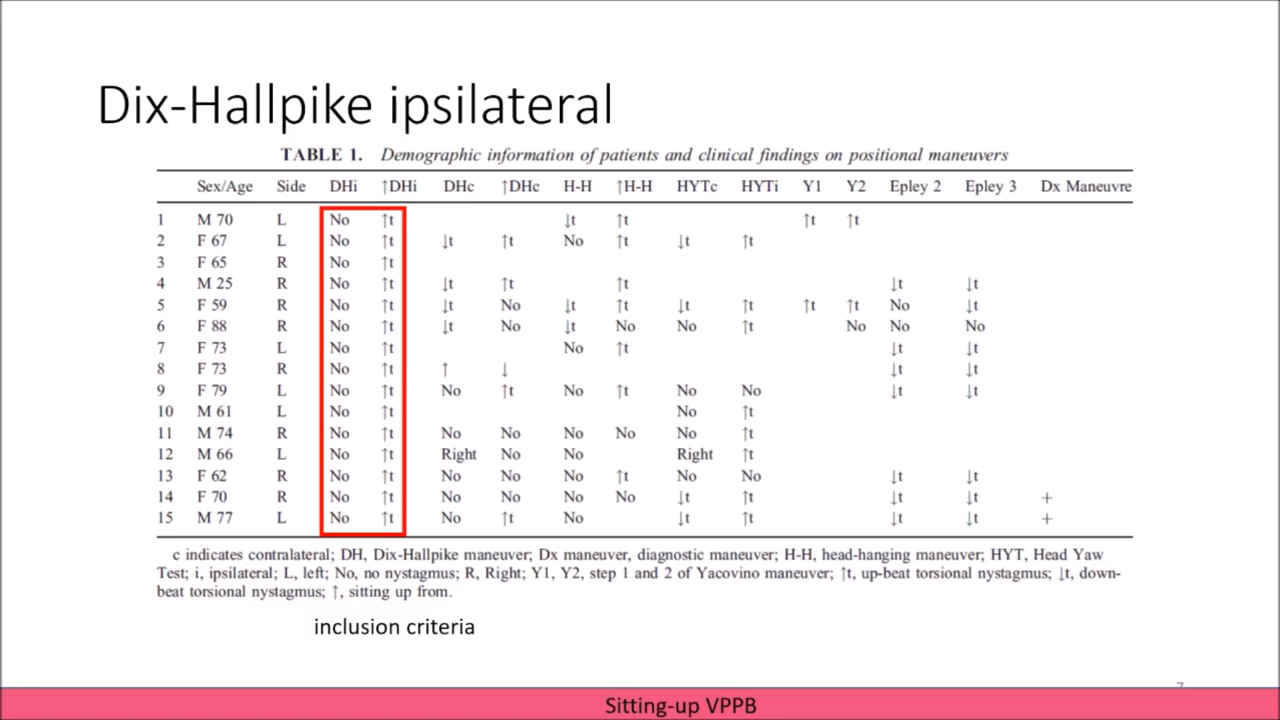 Dix-Hallpike ipsilateral
TABLE 1. Demographic information of patients and clinical findings on positional maneuvers
Sex/Age Side DHi ↑DHi DHc ↑DHc H-H ↑H-H HYTc HYTi Y1 Y2 Epley 2 Epley 3 Dx Maneuvre
1 M 70 L No ↑t ↓t ↑t ↑t ↑t
2 F 67 L No ↑t ↓t ↑t No ↑t ↓t ↑t
3 F 65 R No ↑t
4 M 25 R No ↑t ↓t ↑t ↑t ↓t ↓t
5 F 59 R No ↑t ↓t No ↓t ↑t ↓t ↑t ↑t ↑t No ↓t
6 F 88 R No ↑t ↓t No ↓t No No ↑t No No No
7 F 73 L No ↑t No ↑t ↓t ↓t
8 F 73 R No ↑t ↑ ↓ ↓t ↓t
9 F 79 L No ↑t No ↑t No ↑t No No ↓t ↓t
10 M 61 L No ↑t No ↑t
11 M 74 R No ↑t No No No No No ↑t
12 M 66 L No ↑t Right No No Right ↑t
13 F 62 R No ↑t No No No ↑t No No ↓t ↓t
14 F 70 R No ↑t No No No No ↓t ↑t ↓t ↓t +
15 M 77 L No ↑t No ↑t No ↓t ↑t ↓t ↓t +
c indicates contralateral; DH, Dix-Hallpike maneuver; Dx maneuver, diagnostic maneuver; H-H, head-hanging maneuver; HYT, Head Yaw
Test; i, ipsilateral; L, left; No, no nystagmus; R, Right; Y1, Y2, step 1 and 2 of Yacovino maneuver; ↑t, up-beat torsional nystagmus; ↓t, down-
beat torsional nystagmus; ↑, sitting up from.
inclusion criteria
Sitting-up VPPB